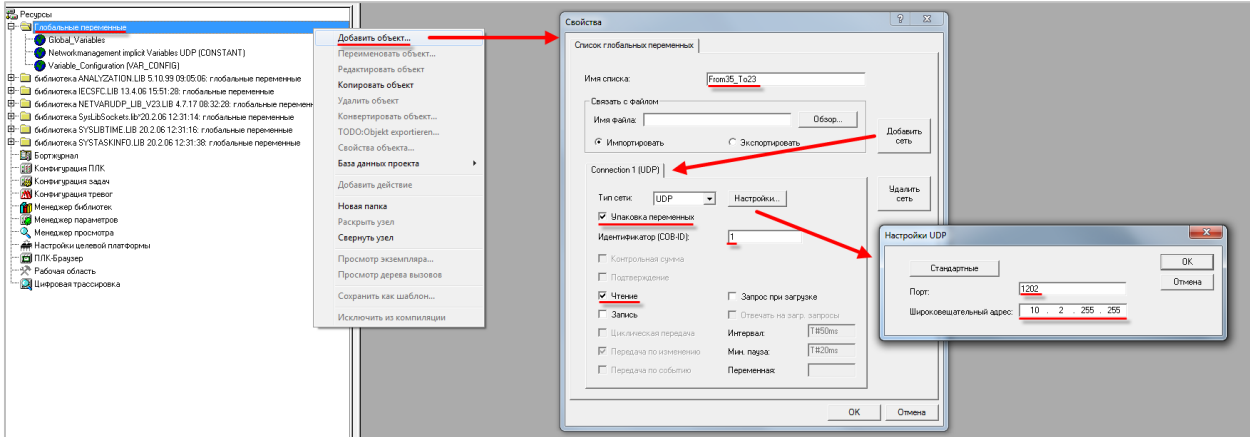 Ресурсы
Глобальные переменные
Global_Variables
Networkmanagement implicit Variables UDP (CONSTANT)
Variable_Configuration (VAR_CONFIG)
библиотека ANALYZATION.LIB 5.10.99 09:05:06: глобальные переменные
библиотека IECSFC.LIB 13.4.06 15:51:28: глобальные переменные
библиотека NETVARUDP_LIB_V23.LIB 4.7.17 08:32:28: глобальные перемен
библиотека SysLibSockets.lib*20.2.06 12:31:14: глобальные переменные
библиотека SYSLIBTIME.LIB 20.2.06 12:31:16: глобальные переменные
библиотека SYSTASKINFO.LIB 20.2.06 12:31:38: глобальные переменные
Бортжурнал
Конфигурация ПЛК
Конфигурация задач
Конфигурация тревог
Менеджер библиотек
Менеджер параметров
Менеджер просмотра
Настройки целевой платформы
ПЛК-Браузер
Рабочая область
Цифровая трассировка
Добавить объект...
Переименовать объект...
Редактировать объект
Копировать объект
Удалить объект
Конвертировать объект...
TODO:Objekt exportieren...
Свойства объекта...
База данных проекта
Добавить действие
Новая папка
Раскрыть узел
Свернуть узел
Просмотр экземпляра...
Просмотр дерева вызовов
Сохранить как шаблон...
Исключить из компиляции
Свойства
Список глобальных переменных
Имя списка: From35_To23
Связать с файлом
Имя файла: Обзор...
Импортировать Экспортировать
Добавить сеть
Connection 1 (UDP)
Удалить сеть
Тип сети: UDP Настройки...
Упаковка переменных
Идентификатор (COB-ID): 1
Контрольная сумма
Подтверждение
Чтение Запрос при загрузке
Запись Отвечать на загр. запросы
Циклическая передача Интервал: T#50ms
Передача по изменению Мин. пауза: T#20ms
Передача по событию Переменная:
OK Отмена
Настройки UDP
Стандартные OK
Отмена
Порт: 1202
Широковещательный адрес: 10 . 2 . 255 . 255